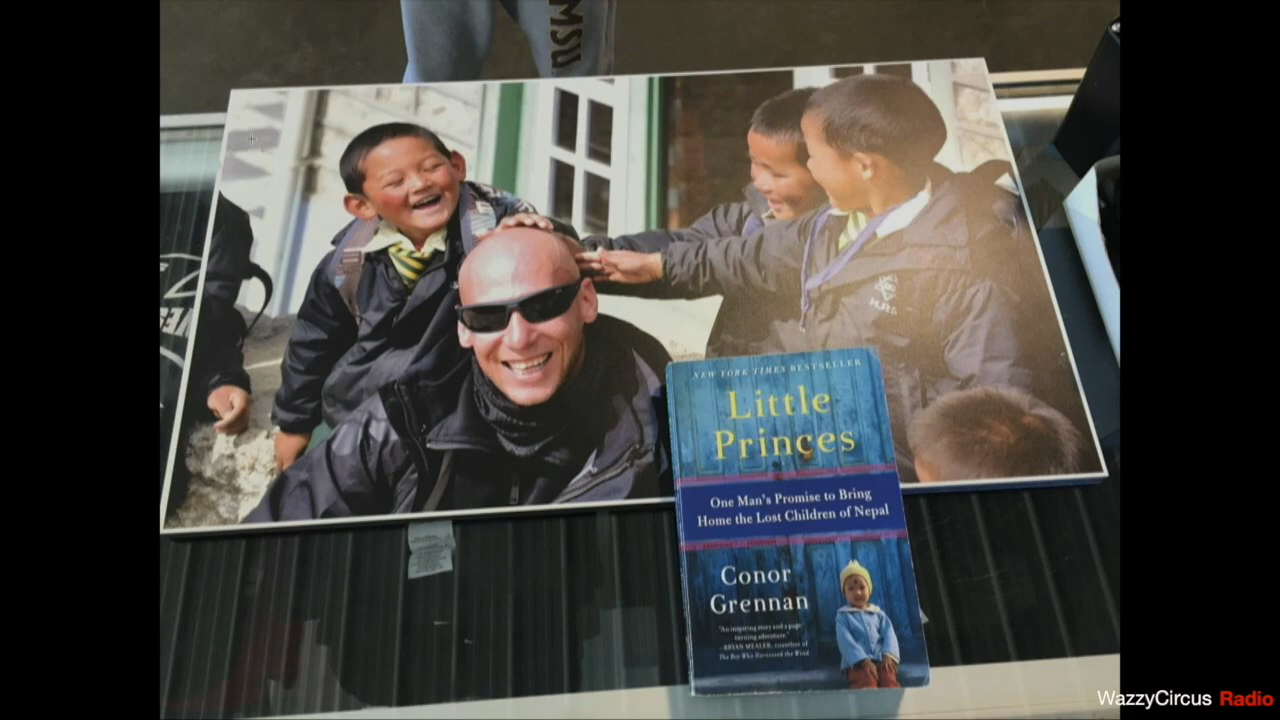 MSU
NEW YORK TIMES BESTSELLER
Little
Princes
One Man's Promise to Bring
Home the Lost Children of Nepal
Conor
Grennan
"An inspiring story and a page-
turning adventure."
—BRYAN MEALER, coauthor of
The Boy Who Harnessed the Wind
WazzyCircus Radio